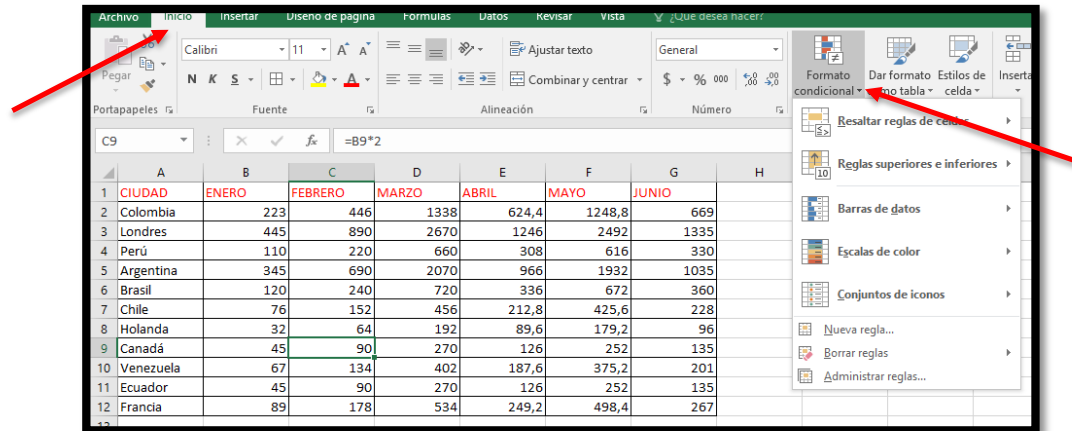 Archivo Inicio Insertar Diseño de página Fórmulas Datos Revisar Vista ¿Qué desea hacer?
Pegar
Calibri 11 A A
N K S A
Ajustar texto
Combinar y centrar
General
$ % 000 ,00 ,0
Formato condicional
Dar formato como tabla
Estilos de celda
Inserta
Portapapeles Fuente Alineación Número
C9 fx =B9*2
A B C D E F G H
1 CIUDAD ENERO FEBRERO MARZO ABRIL MAYO JUNIO
2 Colombia 223 446 1338 624,4 1248,8 669
3 Londres 445 890 2670 1246 2492 1335
4 Perú 110 220 660 308 616 330
5 Argentina 345 690 2070 966 1932 1035
6 Brasil 120 240 720 336 672 360
7 Chile 76 152 456 212,8 425,6 228
8 Holanda 32 64 192 89,6 179,2 96
9 Canadá 45 90 270 126 252 135
10 Venezuela 67 134 402 187,6 375,2 201
11 Ecuador 45 90 270 126 252 135
12 Francia 89 178 534 249,2 498,4 267
Resaltar reglas de celdas
Reglas superiores e inferiores
Barras de datos
Escalas de color
Conjuntos de iconos
Nueva regla...
Borrar reglas
Administrar reglas...